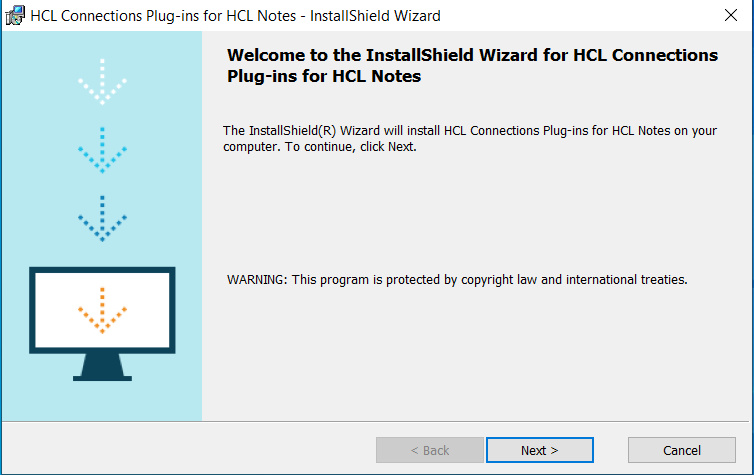 HCL Connections Plug-ins for HCL Notes - InstallShield Wizard
Welcome to the InstallShield Wizard for HCL Connections
Plug-ins for HCL Notes
The InstallShield(R) Wizard will install HCL Connections Plug-ins for HCL Notes on your
computer. To continue, click Next.
WARNING: This program is protected by copyright law and international treaties.
< Back
Next >
Cancel